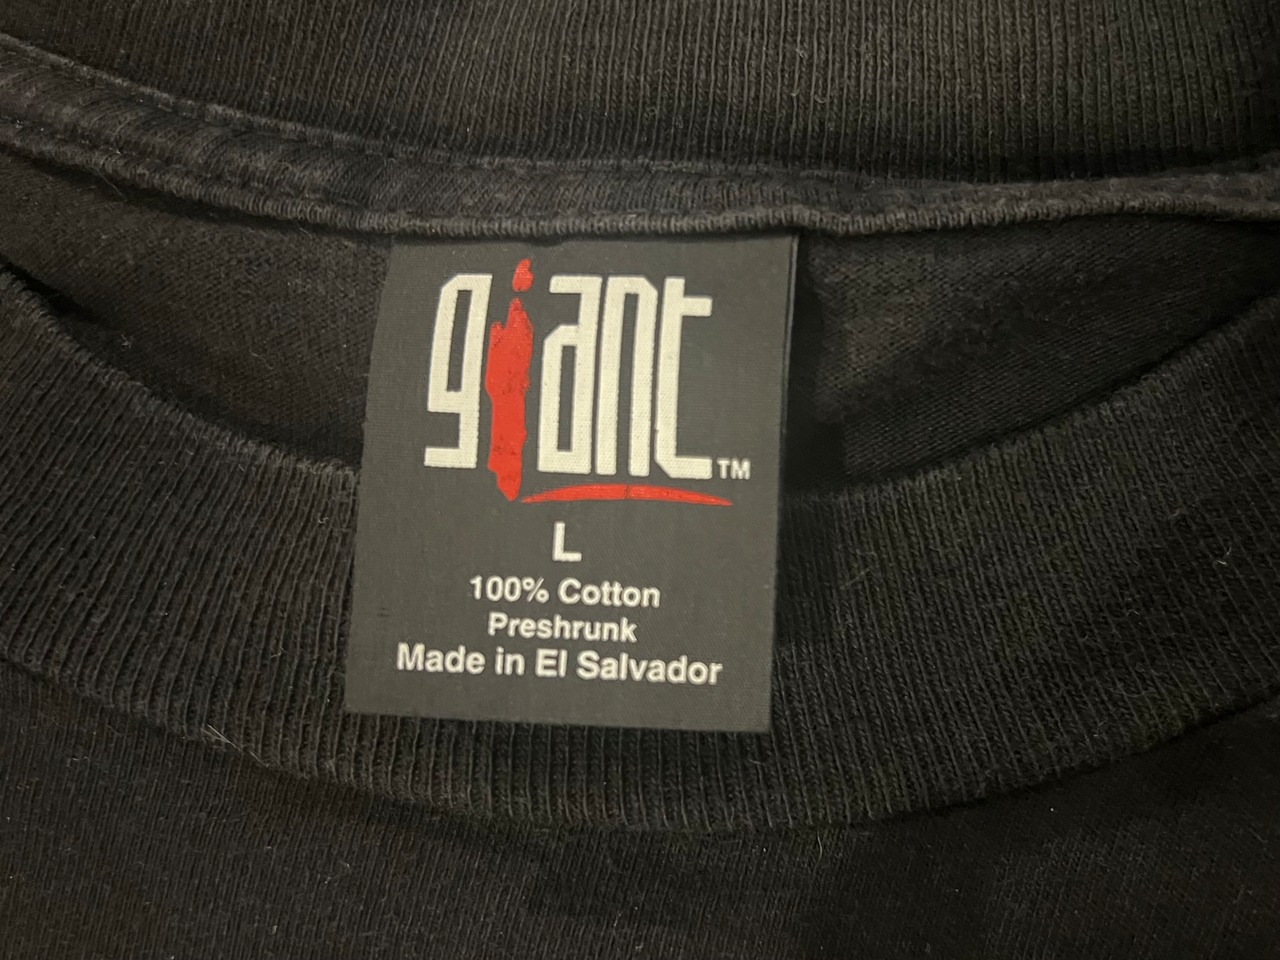 giant™
L
100% Cotton
Preshrunk
Made in El Salvador